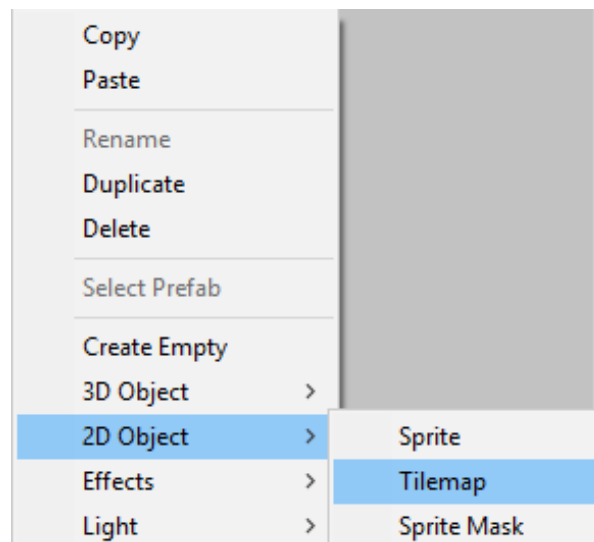 Copy
Paste
Rename
Duplicate
Delete
Select Prefab
Create Empty
3D Object
2D Object
Effects
Light
Sprite
Tilemap
Sprite Mask